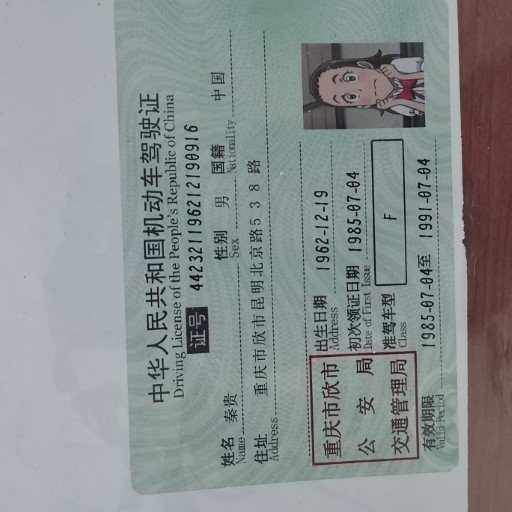 中华人民共和国机动车驾驶证
Driving License of the People's Republic of China
证号 442321196212190916
姓名 秦贵 性别 男 国籍 中国
Name Sex Nationality
住址 重庆市欣市昆明北京路538路
Address
出生日期 1962-12-19
Address
初次领证日期 1985-07-04
Date of First Issue
准驾车型 F
Class
重庆市欣市
公安局
交通管理局
有效期限 1985-07-04至 1991-07-04
Valid Period